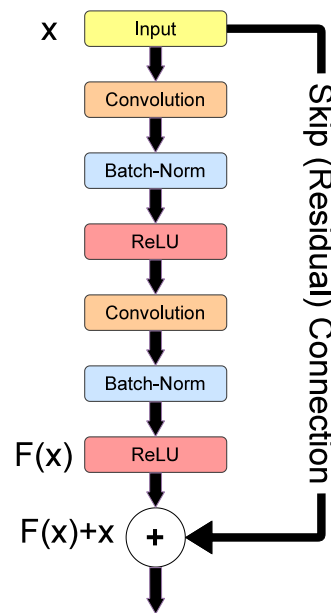 x
Input
Convolution
Batch-Norm
ReLU
Convolution
Batch-Norm
F(x)
ReLU
F(x)+x
+
Skip (Residual) Connection